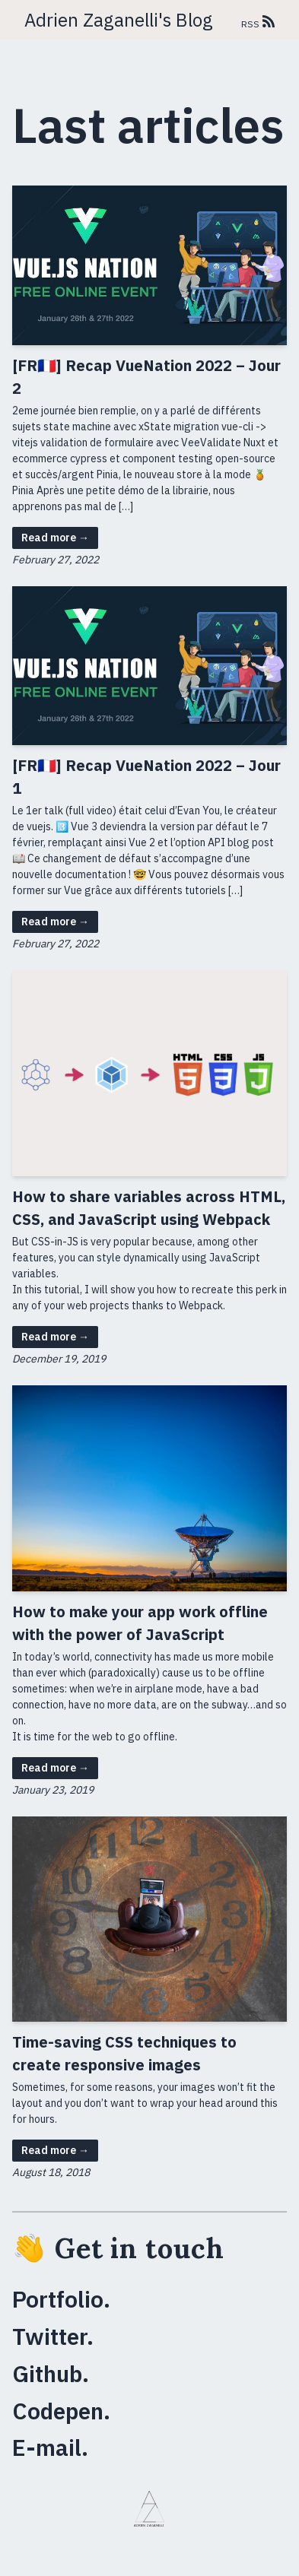 Adrien Zaganelli's Blog
RSS
Last articles
VUE.JS NATION
FREE ONLINE EVENT
January 26th & 27th 2022
[FR🇫🇷] Recap VueNation 2022 – Jour
2
2eme journée bien remplie, on y a parlé de différents
sujets state machine avec xState migration vue-cli ->
vitejs validation de formulaire avec VeeValidate Nuxt et
ecommerce cypress et component testing open-source
et succès/argent Pinia, le nouveau store à la mode 🍍
Pinia Après une petite démo de la librairie, nous
apprenons pas mal de […]
Read more →
February 27, 2022
VUE.JS NATION
FREE ONLINE EVENT
January 26th & 27th 2022
[FR🇫🇷] Recap VueNation 2022 – Jour
1
Le 1er talk (full video) était celui d’Evan You, le créateur
de vuejs. 3️⃣ Vue 3 deviendra la version par défaut le 7
février, remplaçant ainsi Vue 2 et l’option API blog post
📖 Ce changement de défaut s’accompagne d’une
nouvelle documentation ! 🤓 Vous pouvez désormais vous
former sur Vue grâce aux différents tutoriels […]
Read more →
February 27, 2022
HTML CSS JS
How to share variables across HTML,
CSS, and JavaScript using Webpack
But CSS-in-JS is very popular because, among other
features, you can style dynamically using JavaScript
variables.
In this tutorial, I will show you how to recreate this perk in
any of your web projects thanks to Webpack.
Read more →
December 19, 2019
How to make your app work offline
with the power of JavaScript
In today’s world, connectivity has made us more mobile
than ever which (paradoxically) cause us to be offline
sometimes: when we’re in airplane mode, have a bad
connection, have no more data, are on the subway…and so
on.
It is time for the web to go offline.
Read more →
January 23, 2019
Time-saving CSS techniques to
create responsive images
Sometimes, for some reasons, your images won’t fit the
layout and you don’t want to wrap your head around this
for hours.
Read more →
August 18, 2018
👋 Get in touch
Portfolio.
Twitter.
Github.
Codepen.
E-mail.
ADRIEN ZAGANELLI